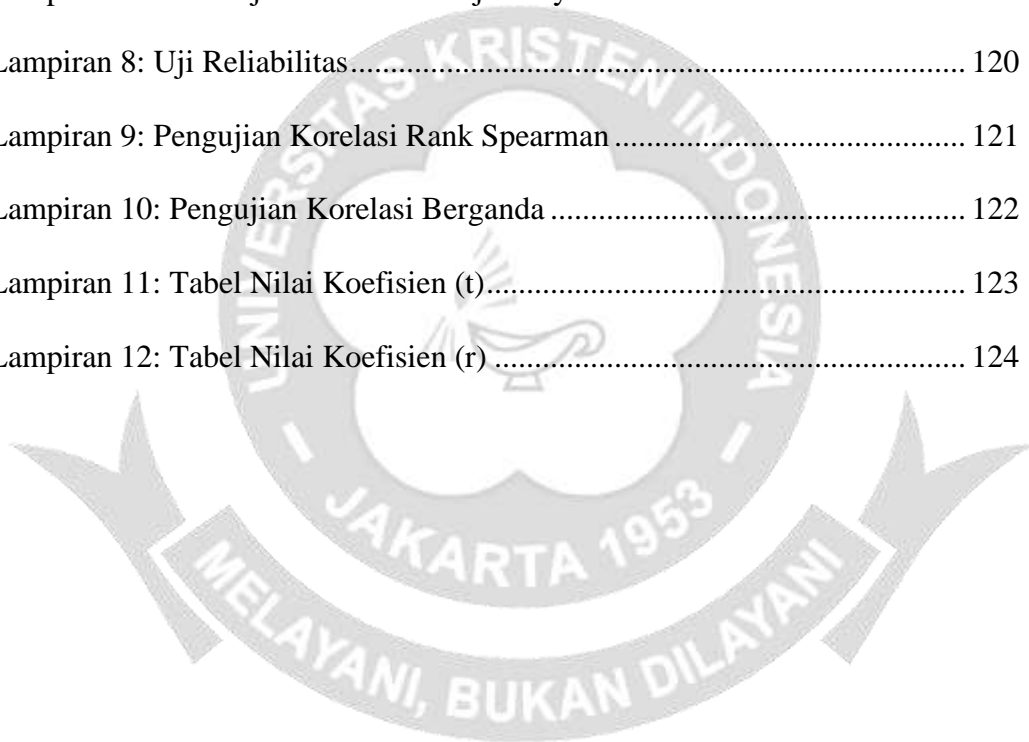 Lampiran 8: Uji Reliabilitas.............................................................................. 120
Lampiran 9: Pengujian Korelasi Rank Spearman ............................................ 121
Lampiran 10: Pengujian Korelasi Berganda .................................................... 122
Lampiran 11: Tabel Nilai Koefisien (t)............................................................ 123
Lampiran 12: Tabel Nilai Koefisien (r) ........................................................... 124
UNIVERSITAS KRISTEN INDONESIA
JAKARTA 1953
MELAYANI, BUKAN DILAYANI